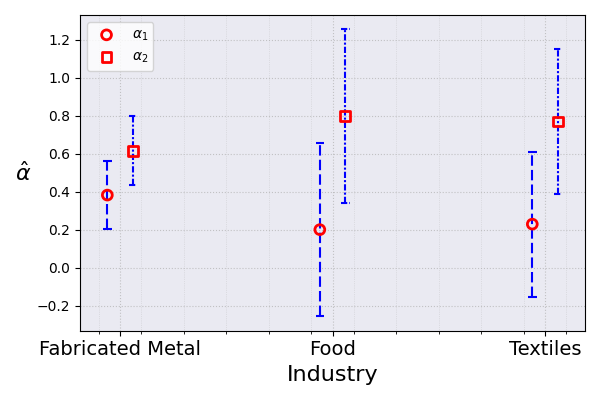 α₁
α₂
1.2
1.0
0.8
0.6
0.4
0.2
0.0
−0.2
α̂
Fabricated Metal Food Textiles
Industry